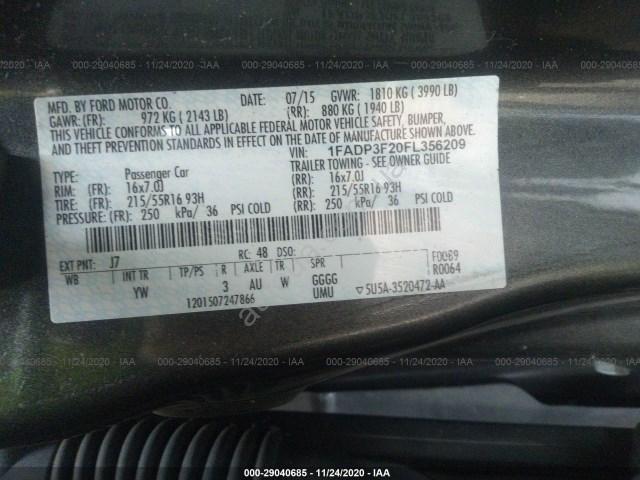 000-29040685 - 11/24/2020 - IAA
MFD. BY FORD MOTOR CO. DATE: 07/15 GVWR: 1810 KG ( 3990 LB)
GAWR: (FR): 972 KG ( 2143 LB) (RR): 880 KG ( 1940 LB)
THIS VEHICLE CONFORMS TO ALL APPLICABLE FEDERAL MOTOR VEHICLE SAFETY, BUMPER,
AND THEFT PREVENTION STANDARDS IN EFFECT ON THE DATE OF MANUFACTURE SHOWN ABOVE.
VIN: 1FADP3F20FL356209
TYPE: Passenger Car TRAILER TOWING - SEE OWNER GUIDE
RIM: (FR): 16x7.0J (RR): 16x7.0J
TIRE: (FR): 215/55R16 93H (RR): 215/55R16 93H
PRESSURE: (FR): 250 kPa/ 36 PSI COLD (RR): 250 kPa/ 36 PSI COLD
EXT PNT: J7 RC: 48 DSO: F0089
WB INT TR TP/PS R AXLE TR SPR R0064
YW 3 AU W GGGG
UMU 5U5A-3520472-AA
1201507247866
000-29040685 - 11/24/2020 - IAA